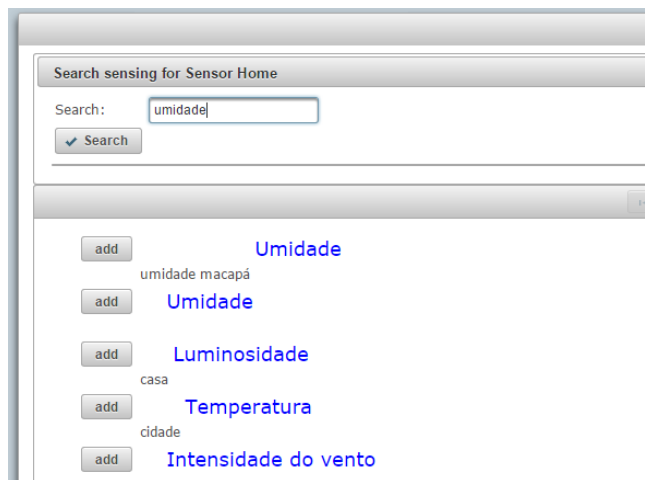 Search sensing for Sensor Home
Search: umidade
Search
add Umidade
umidade macapá
add Umidade
add Luminosidade
casa
add Temperatura
cidade
add Intensidade do vento